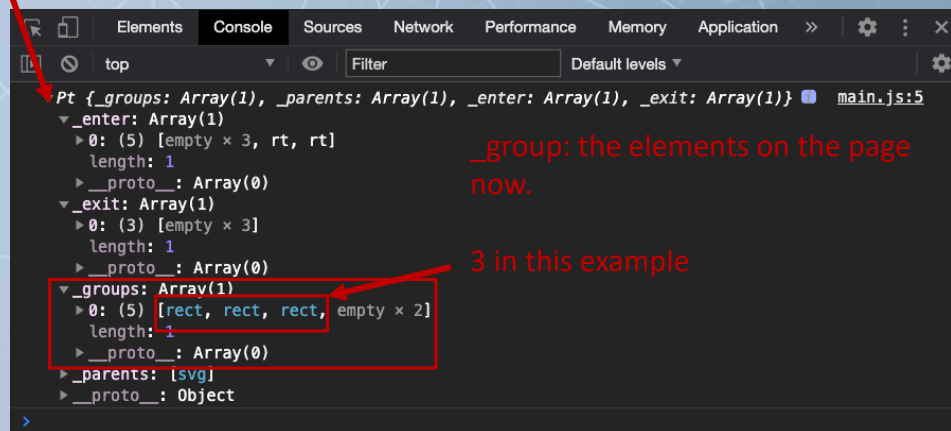 Elements Console Sources Network Performance Memory Application »
top Filter Default levels ▼
▼Pt {_groups: Array(1), _parents: Array(1), _enter: Array(1), _exit: Array(1)} i main.js:5
▼_enter: Array(1)
▶0: (5) [empty × 3, rt, rt]
length: 1
▶__proto__: Array(0)
▼_exit: Array(1)
▶0: (3) [empty × 3]
length: 1
▶__proto__: Array(0)
▼_groups: Array(1)
▶0: (5) [rect, rect, rect, empty × 2]
length: 1
▶__proto__: Array(0)
▶_parents: [svg]
▶__proto__: Object
>
_group: the elements on the page
now.
3 in this example